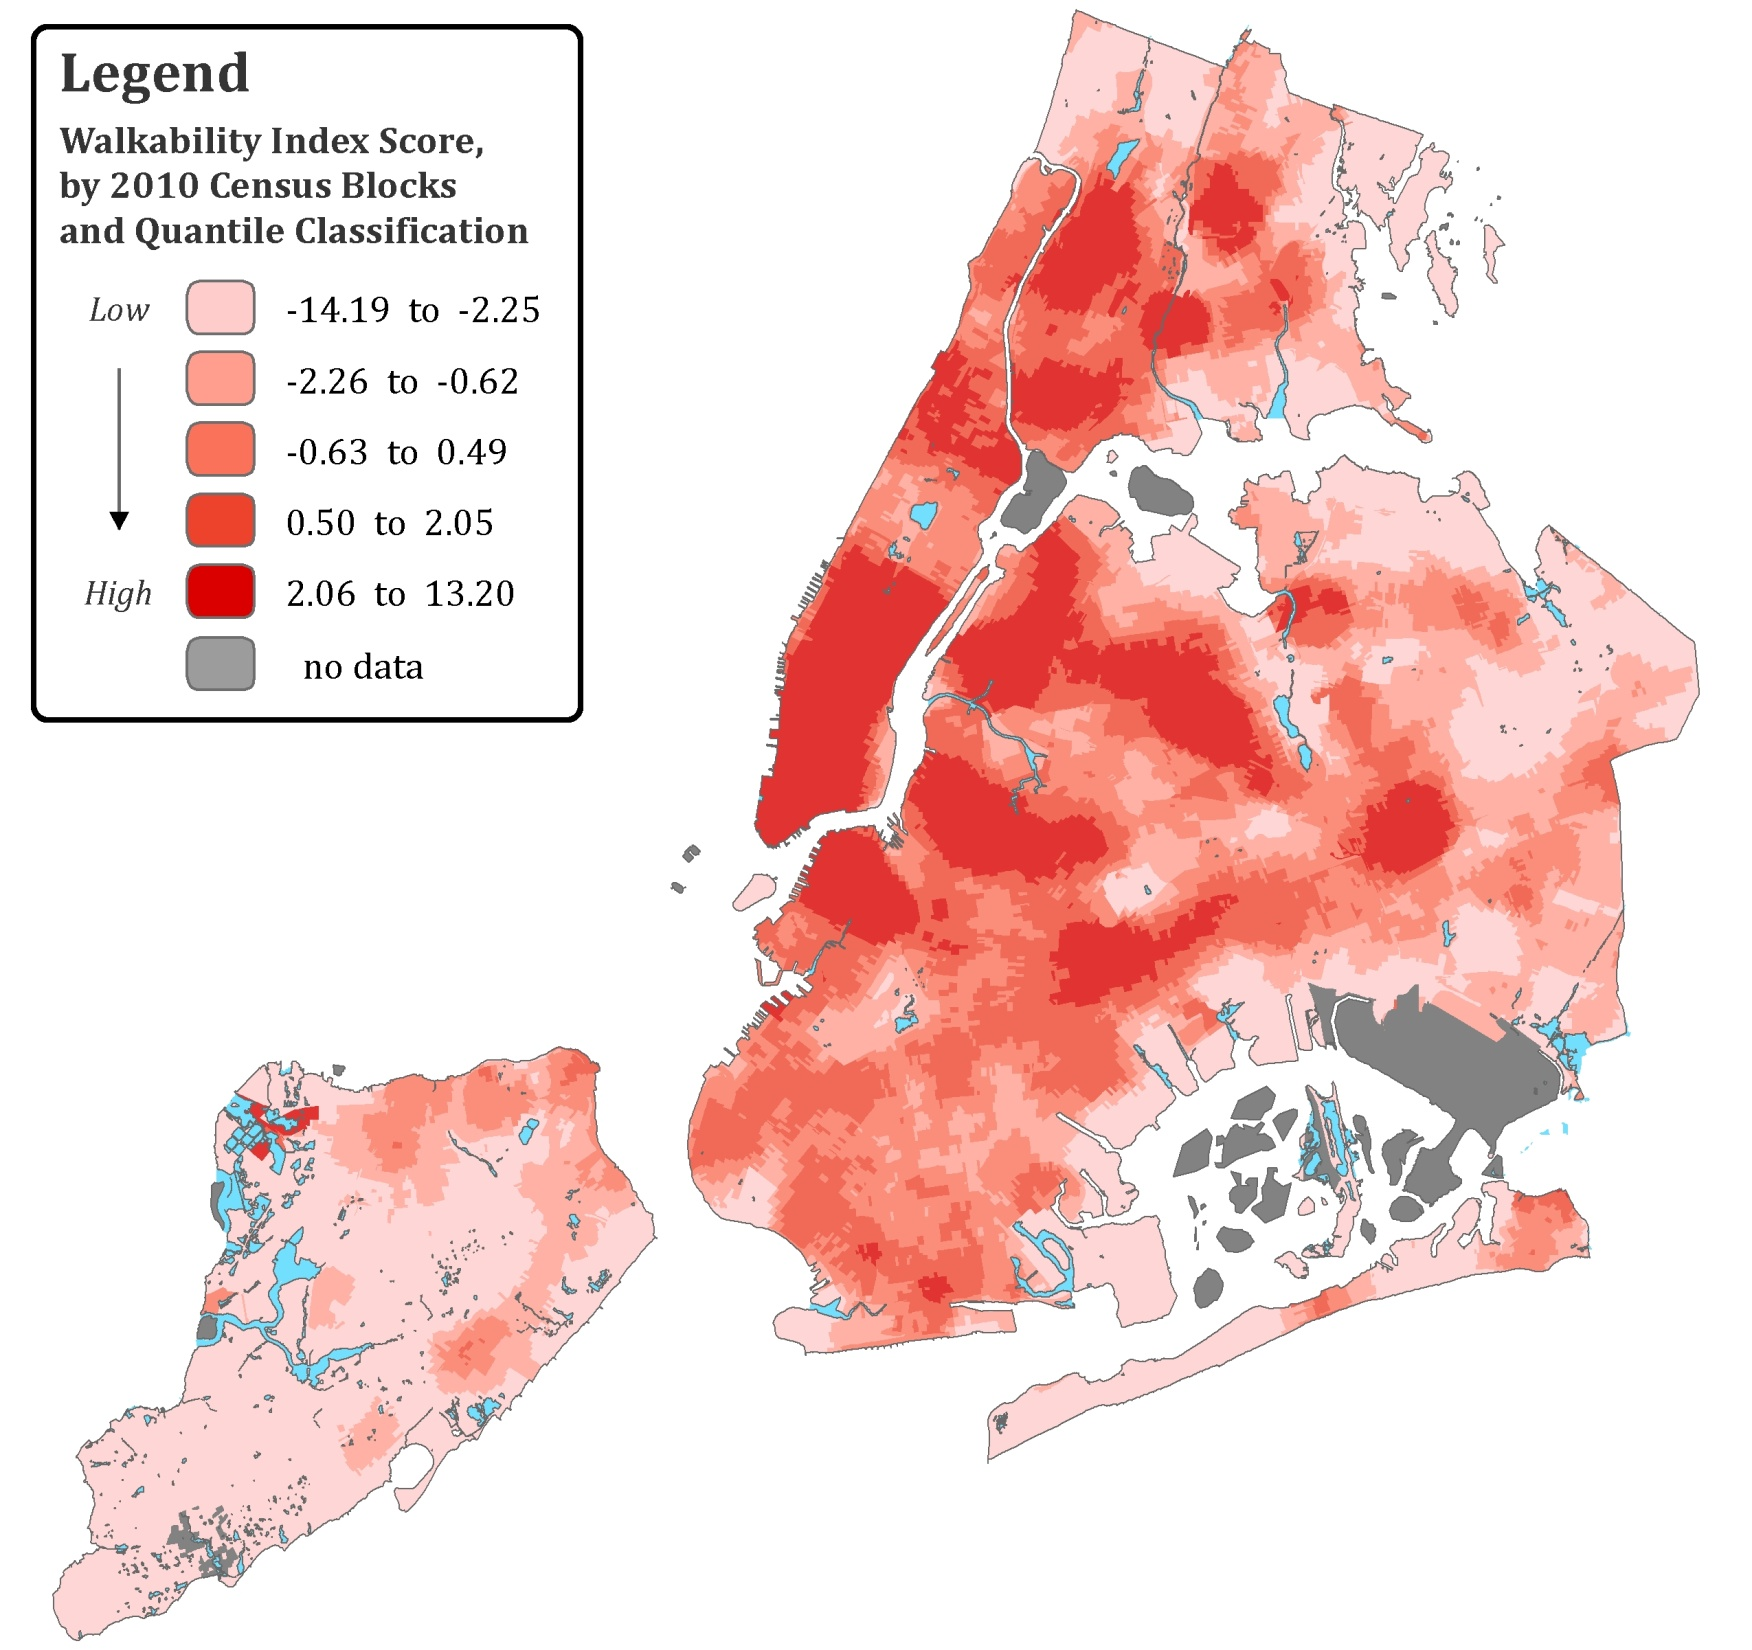 Legend
Walkability Index Score,
by 2010 Census Blocks
and Quantile Classification
Low -14.19 to -2.25
-2.26 to -0.62
-0.63 to 0.49
0.50 to 2.05
High 2.06 to 13.20
no data